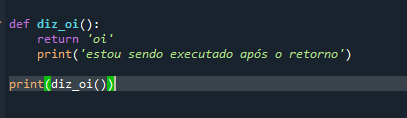 def diz_oi():
    return 'oi'
    print('estou sendo executado após o retorno')
print(diz_oi())